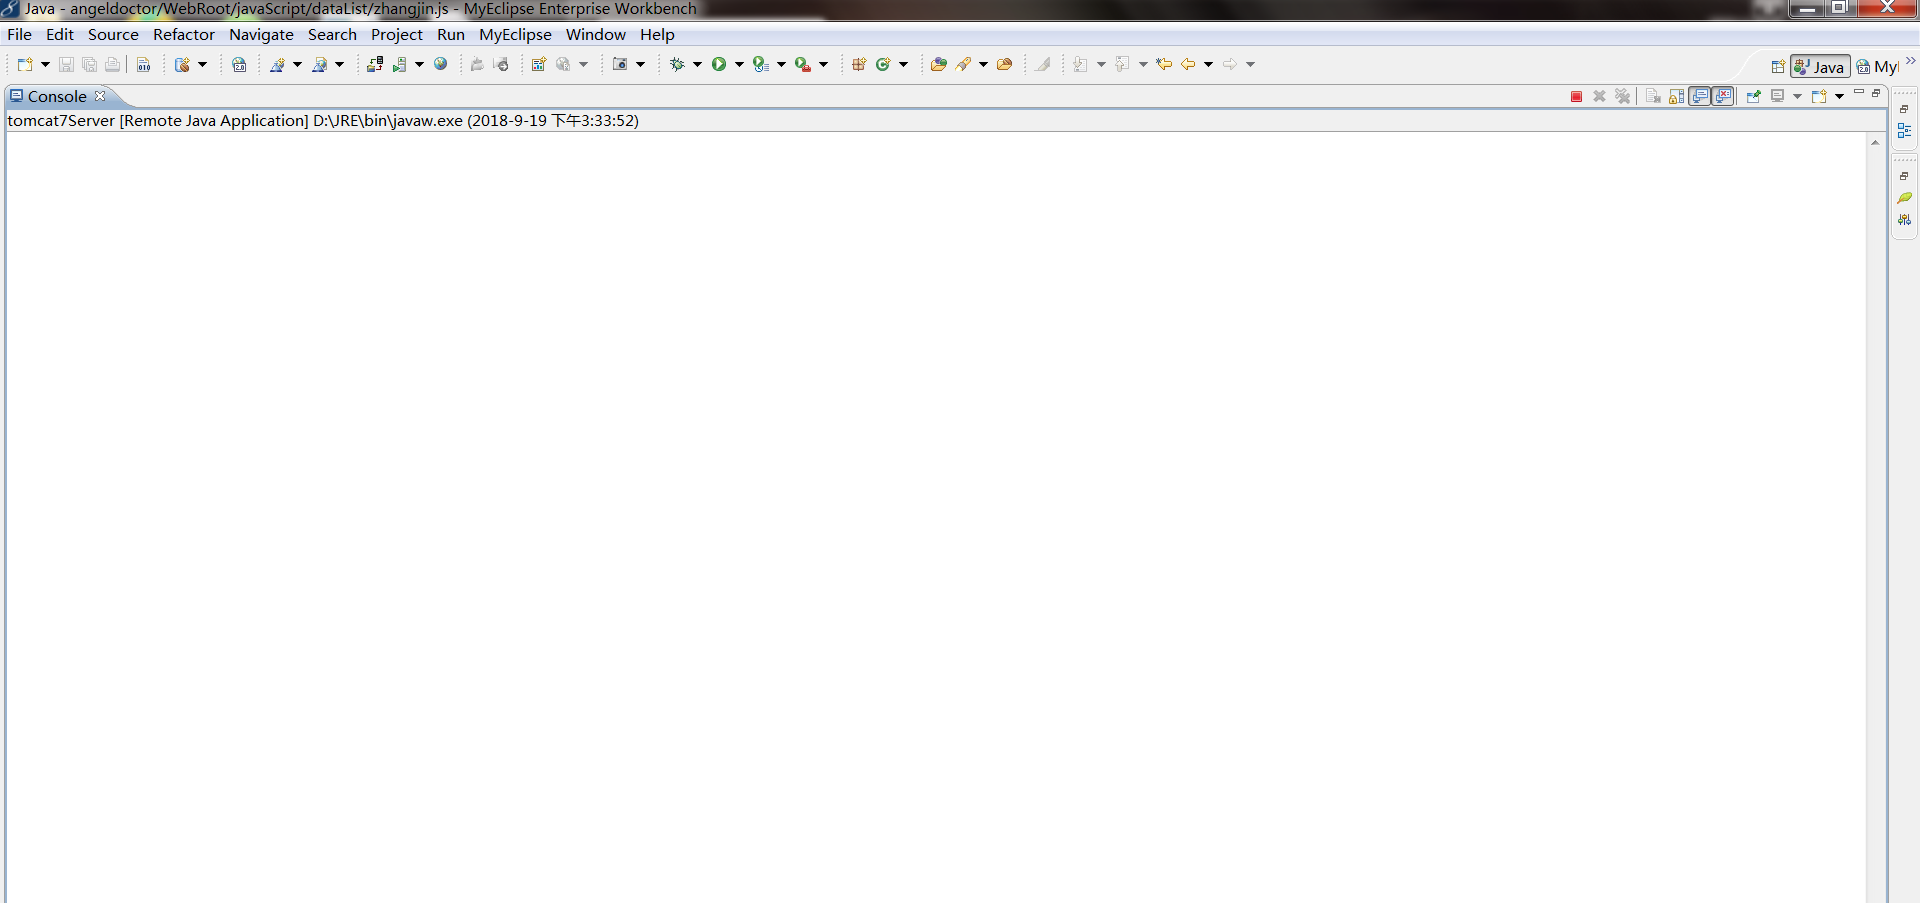 Java - angeldoctor/WebRoot/javaScript/dataList/zhangjin.js - MyEclipse Enterprise Workbench
File Edit Source Refactor Navigate Search Project Run MyEclipse Window Help
Java MyI
Console
tomcat7Server [Remote Java Application] D:\JRE\bin\javaw.exe (2018-9-19 下午3:33:52)